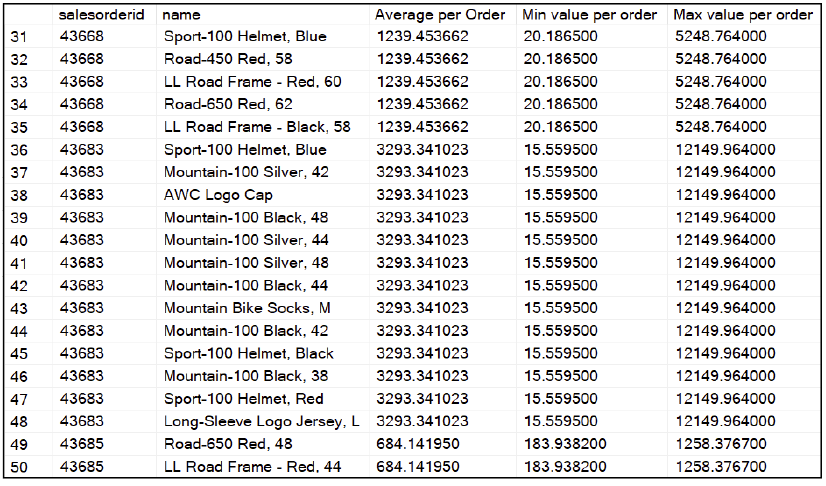 salesorderid name Average per Order Min value per order Max value per order
31 43668 Sport-100 Helmet, Blue 1239.453662 20.186500 5248.764000
32 43668 Road-450 Red, 58 1239.453662 20.186500 5248.764000
33 43668 LL Road Frame - Red, 60 1239.453662 20.186500 5248.764000
34 43668 Road-650 Red, 62 1239.453662 20.186500 5248.764000
35 43668 LL Road Frame - Black, 58 1239.453662 20.186500 5248.764000
36 43683 Sport-100 Helmet, Blue 3293.341023 15.559500 12149.964000
37 43683 Mountain-100 Silver, 42 3293.341023 15.559500 12149.964000
38 43683 AWC Logo Cap 3293.341023 15.559500 12149.964000
39 43683 Mountain-100 Black, 48 3293.341023 15.559500 12149.964000
40 43683 Mountain-100 Silver, 44 3293.341023 15.559500 12149.964000
41 43683 Mountain-100 Silver, 48 3293.341023 15.559500 12149.964000
42 43683 Mountain-100 Black, 44 3293.341023 15.559500 12149.964000
43 43683 Mountain Bike Socks, M 3293.341023 15.559500 12149.964000
44 43683 Mountain-100 Black, 42 3293.341023 15.559500 12149.964000
45 43683 Sport-100 Helmet, Black 3293.341023 15.559500 12149.964000
46 43683 Mountain-100 Black, 38 3293.341023 15.559500 12149.964000
47 43683 Sport-100 Helmet, Red 3293.341023 15.559500 12149.964000
48 43683 Long-Sleeve Logo Jersey, L 3293.341023 15.559500 12149.964000
49 43685 Road-650 Red, 48 684.141950 183.938200 1258.376700
50 43685 LL Road Frame - Red, 44 684.141950 183.938200 1258.376700